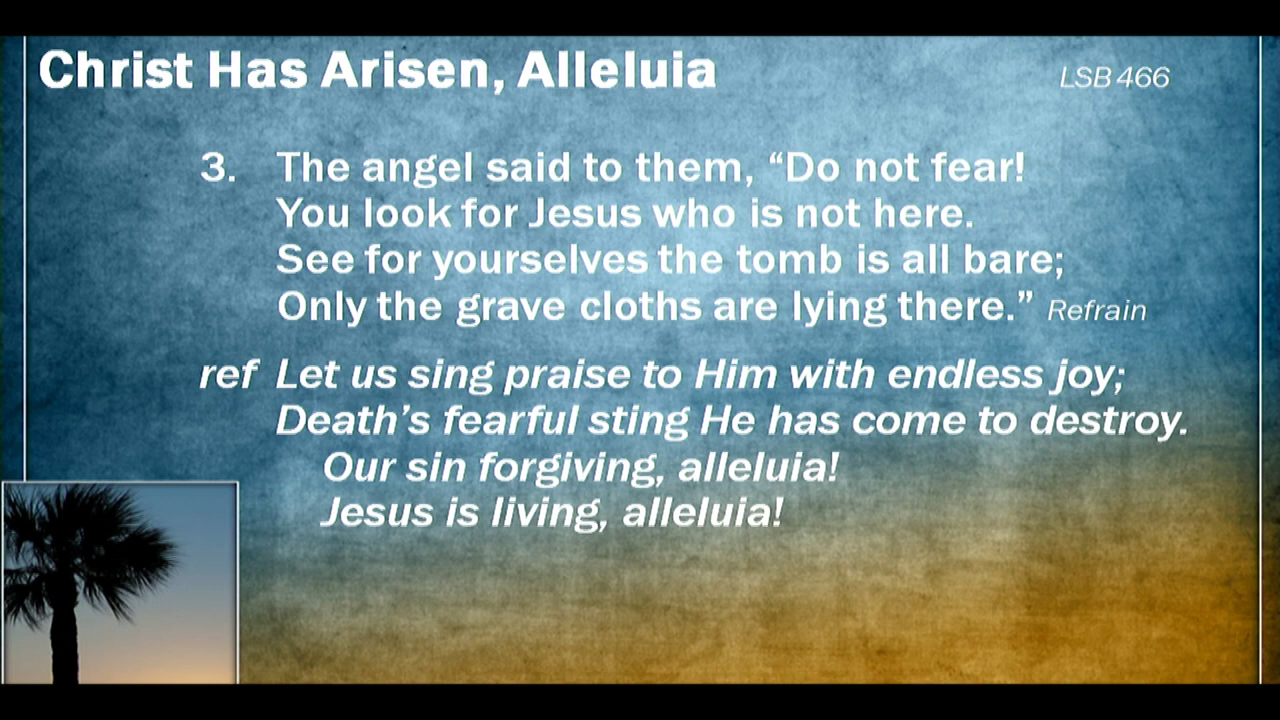 Christ Has Arisen, Alleluia
LSB 466
3. The angel said to them, “Do not fear!
You look for Jesus who is not here.
See for yourselves the tomb is all bare;
Only the grave cloths are lying there.” Refrain
ref Let us sing praise to Him with endless joy;
Death’s fearful sting He has come to destroy.
Our sin forgiving, alleluia!
Jesus is living, alleluia!